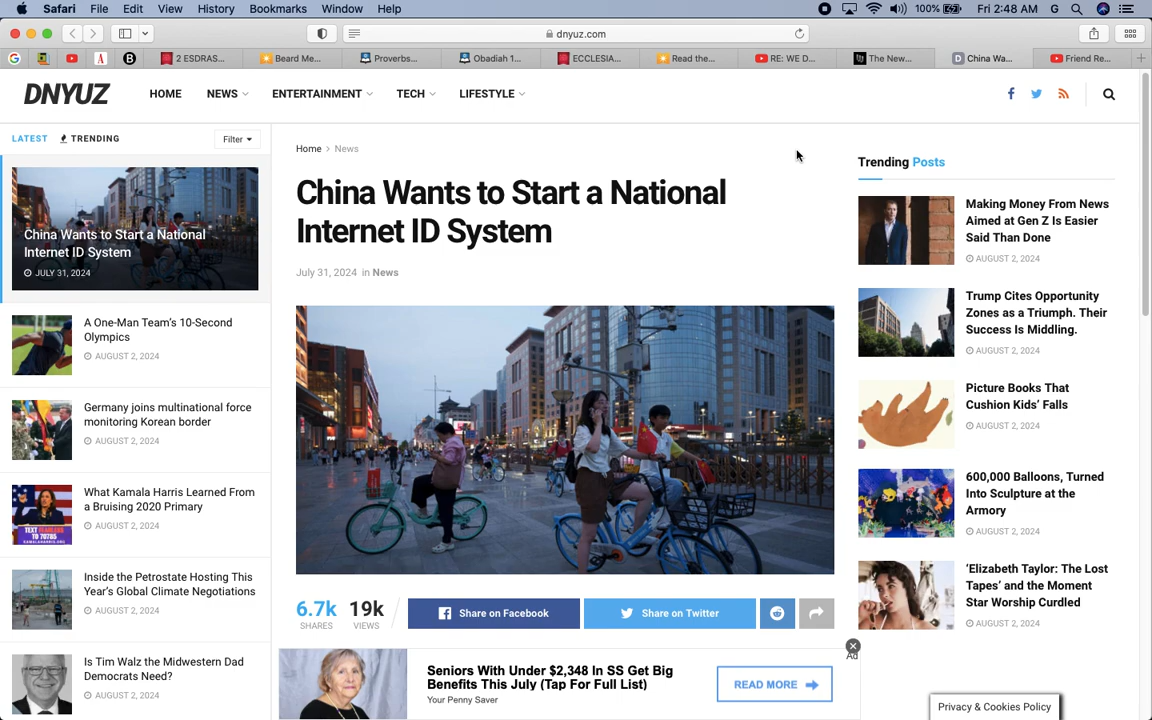 Safari File Edit View History Bookmarks Window Help 100% Fri 2:48 AM G
dnyuz.com
G A B 2 ESDRAS... Beard Me... Proverbs... Obadiah 1... ECCLESIA... Read the... RE: WE D... The New... China Wa... Friend Re...
DNYUZ HOME NEWS ENTERTAINMENT TECH LIFESTYLE
LATEST TRENDING Filter
China Wants to Start a National
Internet ID System
JULY 31, 2024
A One-Man Team's 10-Second
Olympics
AUGUST 2, 2024
Germany joins multinational force
monitoring Korean border
AUGUST 2, 2024
TEXT
TO 70785
What Kamala Harris Learned From
a Bruising 2020 Primary
AUGUST 2, 2024
Inside the Petrostate Hosting This
Year's Global Climate Negotiations
AUGUST 2, 2024
Is Tim Walz the Midwestern Dad
Democrats Need?
AUGUST 2, 2024
Home > News
China Wants to Start a National
Internet ID System
July 31, 2024 in News
6.7k 19k
SHARES VIEWS
Share on Facebook Share on Twitter
Ad
Seniors With Under $2,348 In SS Get Big
Benefits This July (Tap For Full List)
Your Penny Saver
READ MORE
Trending Posts
Making Money From News
Aimed at Gen Z Is Easier
Said Than Done
AUGUST 2, 2024
Trump Cites Opportunity
Zones as a Triumph. Their
Success Is Middling.
AUGUST 2, 2024
Picture Books That
Cushion Kids' Falls
AUGUST 2, 2024
600,000 Balloons, Turned
Into Sculpture at the
Armory
AUGUST 2, 2024
'Elizabeth Taylor: The Lost
Tapes' and the Moment
Star Worship Curdled
AUGUST 2, 2024
Privacy & Cookies Policy